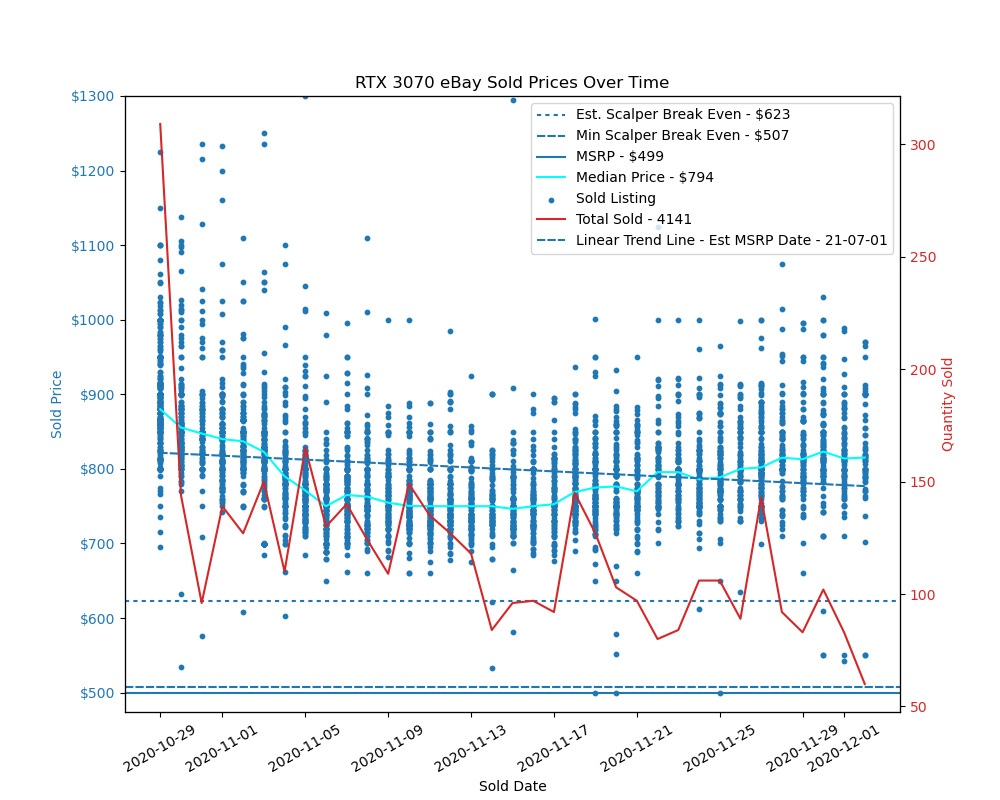 RTX 3070 eBay Sold Prices Over Time
Est. Scalper Break Even - $623
Min Scalper Break Even - $507
MSRP - $499
Median Price - $794
Sold Listing
Total Sold - 4141
Linear Trend Line - Est MSRP Date - 21-07-01
$1300
$1200
$1100
$1000
$900
$800
$700
$600
$500
Sold Price
300
250
200
150
100
50
Quantity Sold
2020-10-29
2020-11-01
2020-11-05
2020-11-09
2020-11-13
2020-11-17
2020-11-21
2020-11-25
2020-11-29
2020-12-01
Sold Date